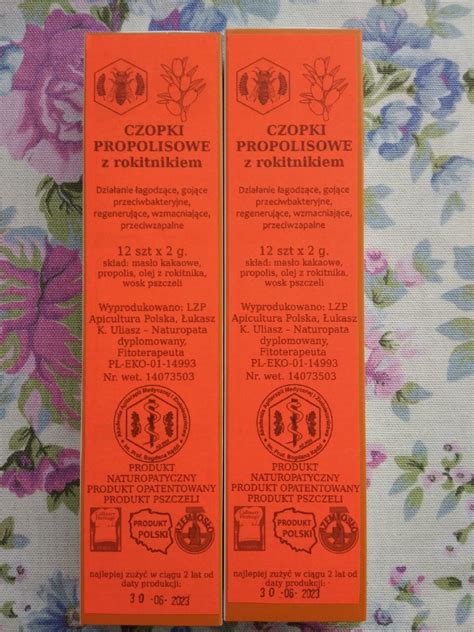 CZOPKI
PROPOLISOWE
z rokitnikiem
Działanie łagodzące, gojące
przeciwbakteryjne,
regenerujące, wzmacniające,
przeciwzapalne
12 szt x 2 g.
skład: masło kakaowe,
propolis, olej z rokitnika,
wosk pszczeli
Wyprodukowano: LZP
Apicultura Polska, Łukasz
K. Uliasz – Naturopata
dyplomowany,
Fitoterapeuta
PL-EKO-01-14993
Nr. wet. 14073503
PRODUKT
NATUROPATYCZNY
PRODUKT OPATENTOWANY
PRODUKT PSZCZELI
PRODUKT
POLSKI
najlepiej zużyć w ciągu 2 lat od
daty produkcji:
30 -06- 2023
CZOPKI
PROPOLISOWE
z rokitnikiem
Działanie łagodzące, gojące
przeciwbakteryjne,
regenerujące, wzmacniające,
przeciwzapalne
12 szt x 2 g.
skład: masło kakaowe,
propolis, olej z rokitnika,
wosk pszczeli
Wyprodukowano: LZP
Apicultura Polska, Łukasz
K. Uliasz – Naturopata
dyplomowany,
Fitoterapeuta
PL-EKO-01-14993
Nr. wet. 14073503
PRODUKT
NATUROPATYCZNY
PRODUKT OPATENTOWANY
PRODUKT PSZCZELI
PRODUKT
POLSKI
najlepiej zużyć w ciągu 2 lat od
daty produkcji:
30 -06- 2023